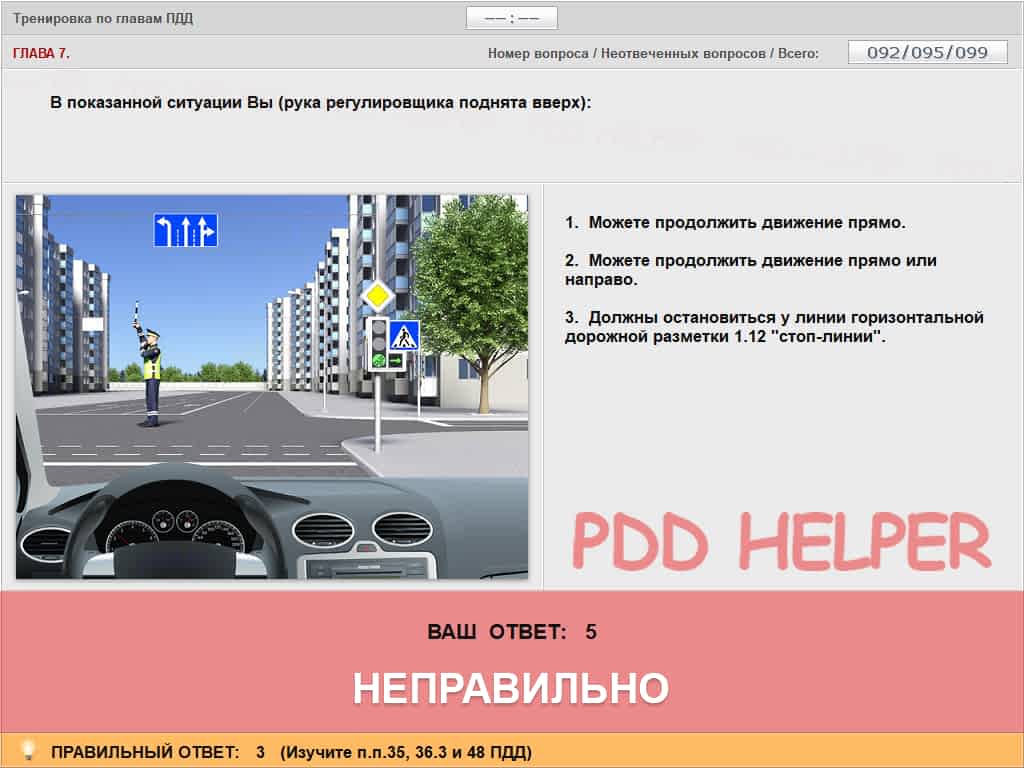 Тренировка по главам ПДД
—— : ——
ГЛАВА 7.
Номер вопроса / Неотвеченных вопросов / Всего:
092/095/099
В показанной ситуации Вы (рука регулировщика поднята вверх):
1. Можете продолжить движение прямо.
2. Можете продолжить движение прямо или
направо.
3. Должны остановиться у линии горизонтальной
дорожной разметки 1.12 "стоп-линии".
PDD HELPER
ВАШ ОТВЕТ: 5
НЕПРАВИЛЬНО
ПРАВИЛЬНЫЙ ОТВЕТ: 3 (Изучите п.п.35, 36.3 и 48 ПДД)